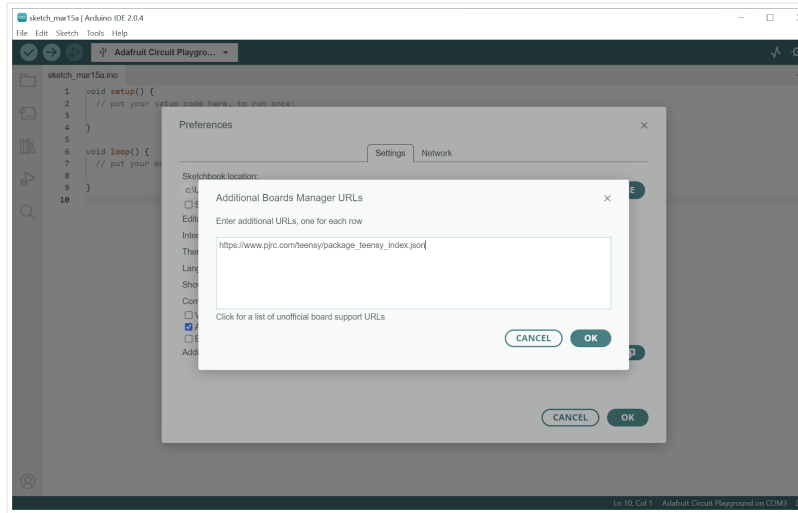 sketch_mar15a | Arduino IDE 2.0.4
File Edit Sketch Tools Help
Adafruit Circuit Playgro...
sketch_mar15a.ino
1 void setup() {
2 // put your setup code here, to run once:
3
4 }
5
6 void loop() {
7 // put your
8
9 }
10
Preferences
Settings Network
Sketchbook location:
c:\
Additional Boards Manager URLs
Enter additional URLs, one for each row
https://www.pjrc.com/teensy/package_teensy_index.json
Click for a list of unofficial board support URLs
CANCEL OK
CANCEL OK
Ln 10, Col 1 Adafruit Circuit Playground on COM3